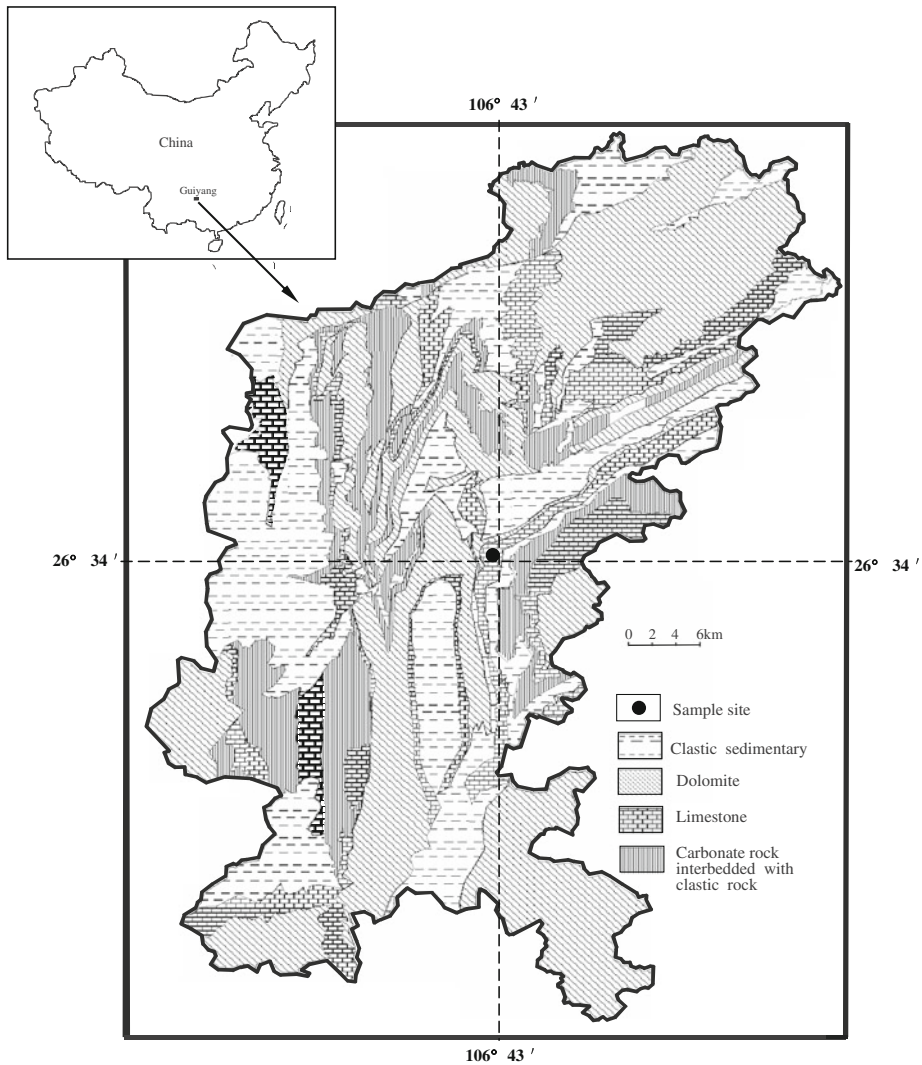 China
Guiyang
106° 43 ′
26° 34 ′
26° 34 ′
0 2 4 6km
Sample site
Clastic sedimentary
Dolomite
Limestone
Carbonate rock
interbedded with
clastic rock
106° 43 ′